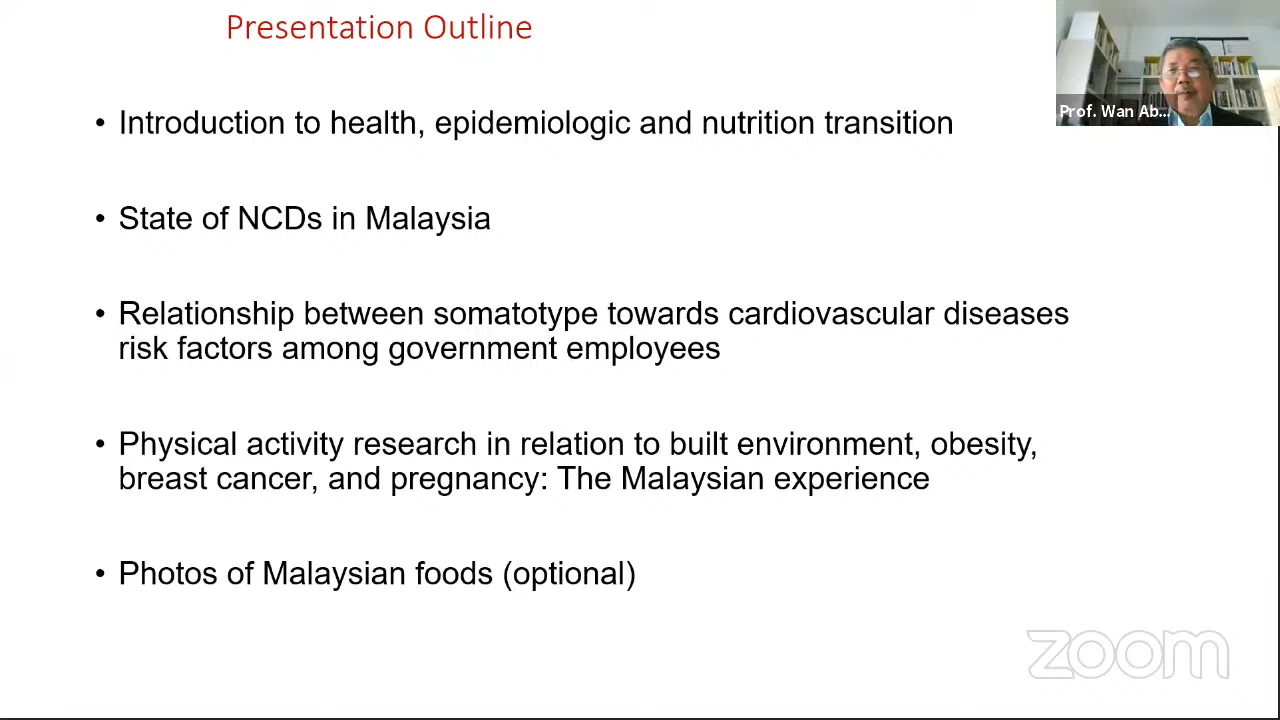 Presentation Outline
Prof. Wan Ab...
• Introduction to health, epidemiologic and nutrition transition
• State of NCDs in Malaysia
• Relationship between somatotype towards cardiovascular diseases
risk factors among government employees
• Physical activity research in relation to built environment, obesity,
breast cancer, and pregnancy: The Malaysian experience
• Photos of Malaysian foods (optional)
zoom